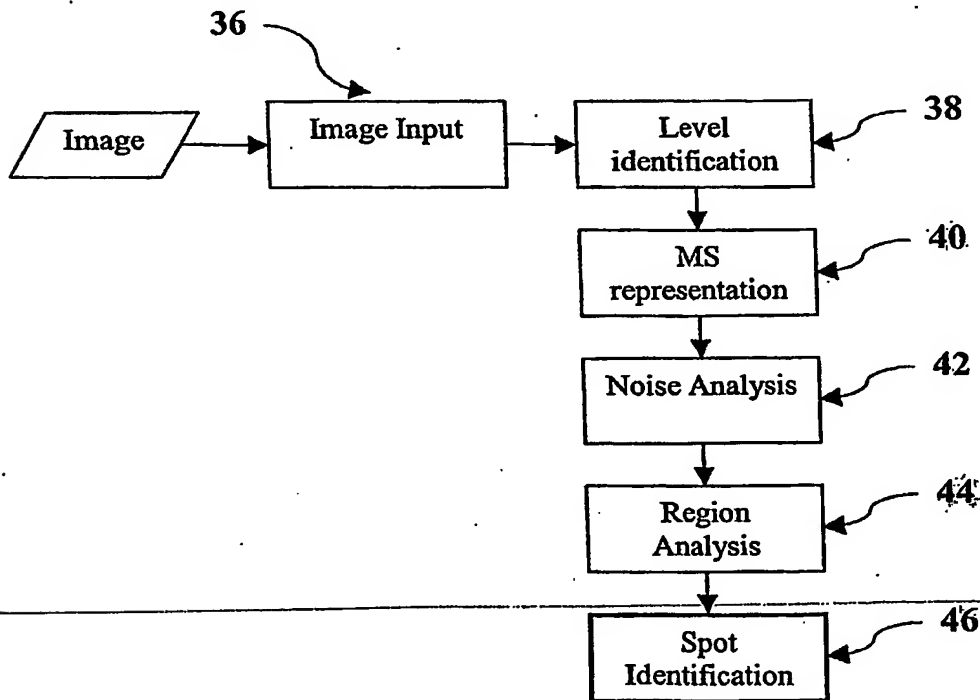 36
Image
Image Input
Level
identification
38
MS
representation
40
Noise Analysis
42
Region
Analysis
44
Spot
Identification
46